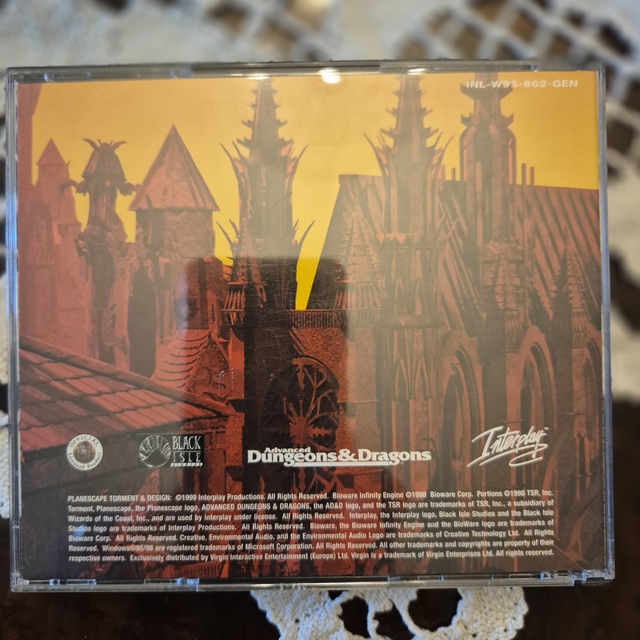 INL-W95-862-GEN
BLACK
ISLE
Advanced
Dungeons & Dragons
Interplay
PLANESCAPE TORMENT & DESIGN: ©1999 Interplay Productions. All Rights Reserved. Bioware Infinity Engine ©1998 Bioware Corp. Portions ©1998 TSR, Inc.
Torment, Planescape, the Planescape logo, ADVANCED DUNGEONS & DRAGONS, the AD&D logo, and the TSR logo are trademarks of TSR, Inc., a subsidiary of
Wizards of the Coast, Inc., and are used by Interplay under license. All Rights Reserved. Interplay, the Interplay logo, Black Isle Studios and the Black Isle
Studios logo are trademarks of Interplay Productions. All Rights Reserved. Bioware, the Bioware Infinity Engine and the BioWare logo are trademarks of
Bioware Corp. All Rights Reserved. Creative, Environmental Audio, and the Environmental Audio Logo are trademarks of Creative Technology Ltd. All Rights
Reserved. Windows®95/98 are registered trademarks of Microsoft Corporation. All Rights Reserved. All other trademarks and copyrights are property of their
respective owners. Exclusively distributed by Virgin Interactive Entertainment (Europe) Ltd. Virgin is a trademark of Virgin Enterprises Ltd. All rights reserved.